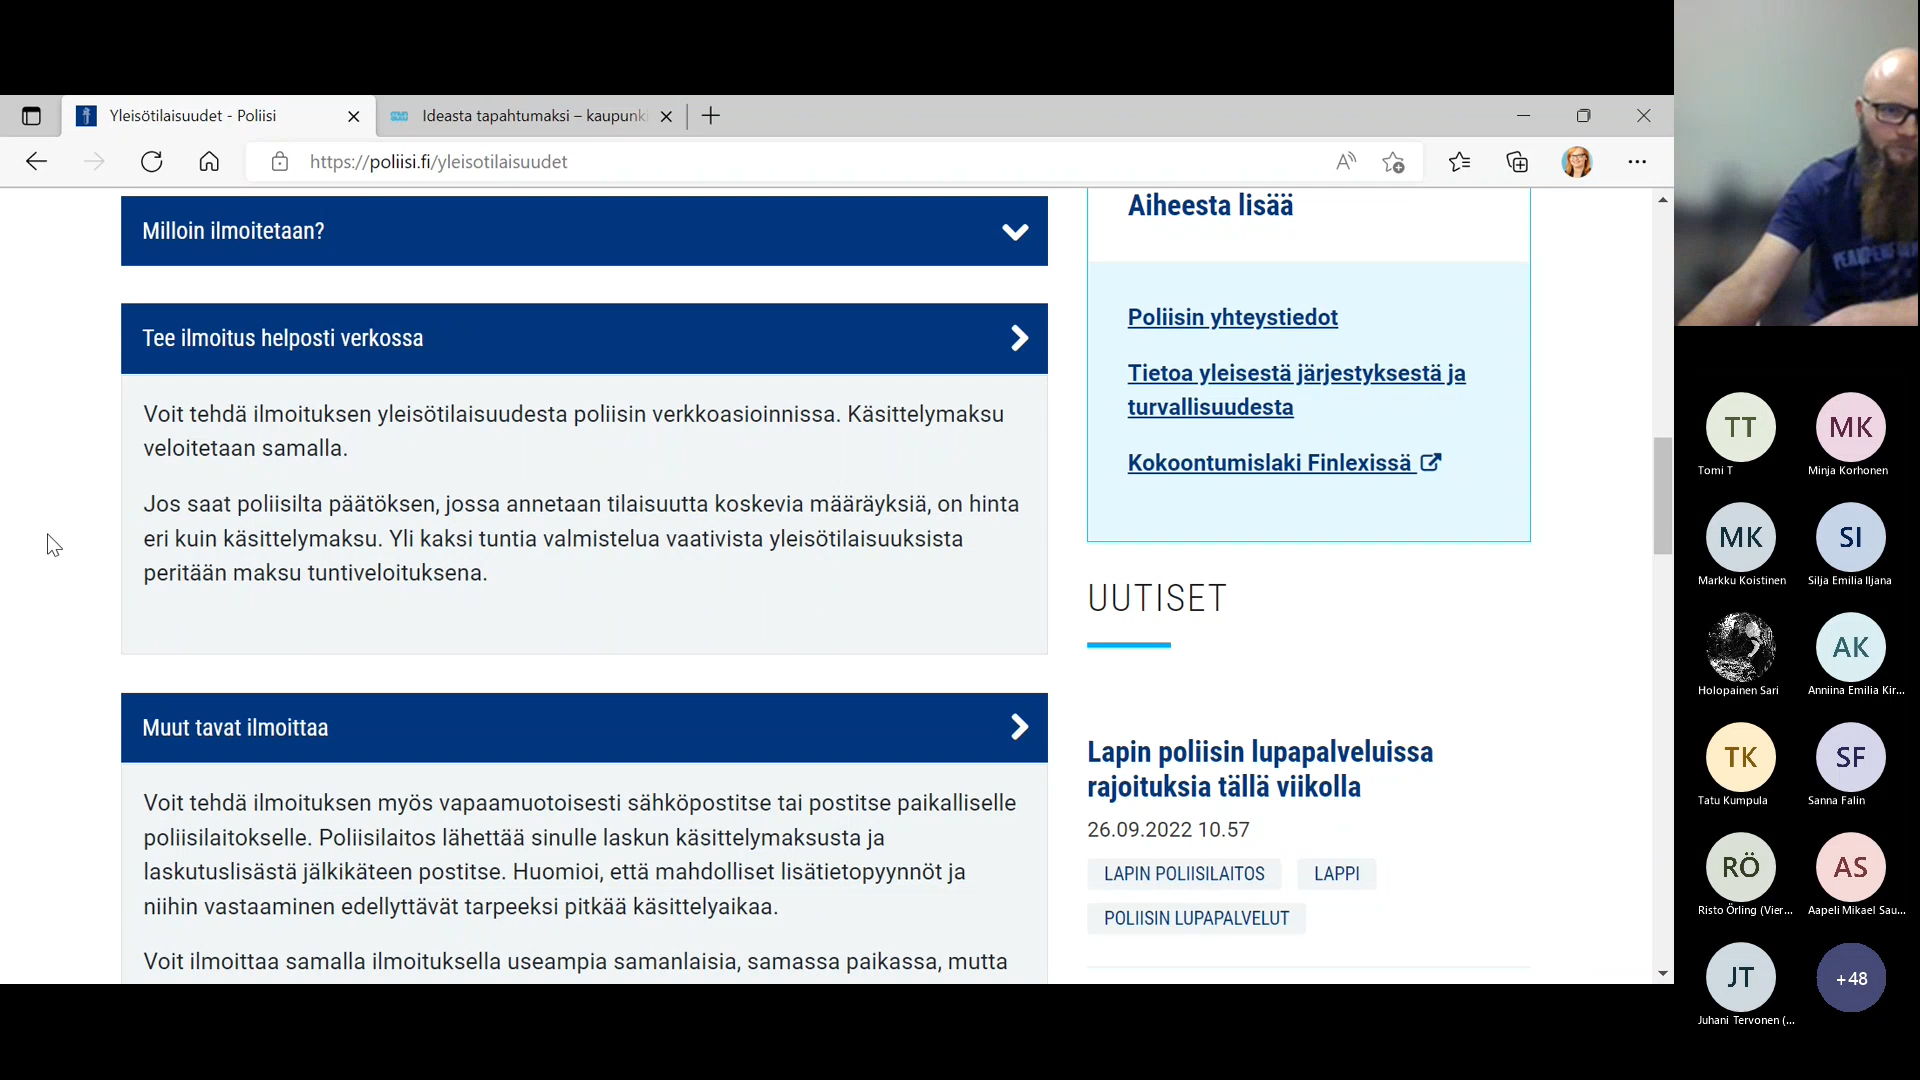 Yleisötilaisuudet - Poliisi
Ideasta tapahtumaksi – kaupunki
https://poliisi.fi/yleisotilaisuudet
Milloin ilmoitetaan?
Tee ilmoitus helposti verkossa
Voit tehdä ilmoituksen yleisötilaisuudesta poliisin verkkoasioinnissa. Käsittelymaksu
veloitetaan samalla.
Jos saat poliisilta päätöksen, jossa annetaan tilaisuutta koskevia määräyksiä, on hinta
eri kuin käsittelymaksu. Yli kaksi tuntia valmistelua vaativista yleisötilaisuuksista
peritään maksu tuntiveloituksena.
Muut tavat ilmoittaa
Voit tehdä ilmoituksen myös vapaamuotoisesti sähköpostitse tai postitse paikalliselle
poliisilaitokselle. Poliisilaitos lähettää sinulle laskun käsittelymaksusta ja
laskutuslisästä jälkikäteen postitse. Huomioi, että mahdolliset lisätietopyynnöt ja
niihin vastaaminen edellyttävät tarpeeksi pitkää käsittelyaikaa.
Voit ilmoittaa samalla ilmoituksella useampia samanlaisia, samassa paikassa, mutta
Aiheesta lisää
Poliisin yhteystiedot
Tietoa yleisestä järjestyksestä ja
turvallisuudesta
Kokoontumislaki Finlexissä
UUTISET
Lapin poliisin lupapalveluissa
rajoituksia tällä viikolla
26.09.2022 10.57
LAPIN POLIISILAITOS
LAPPI
POLIISIN LUPAPALVELUT
TT
Tomi T
MK
Minja Korhonen
MK
Markku Koistinen
SI
Silja Emilia Iljana
Holopainen Sari
AK
Anniina Emilia Kir...
TK
Tatu Kumpula
SF
Sanna Falin
RÖ
Risto Örling (Vier...
AS
Aapeli Mikael Sau...
JT
Juhani Tervonen (...
+48